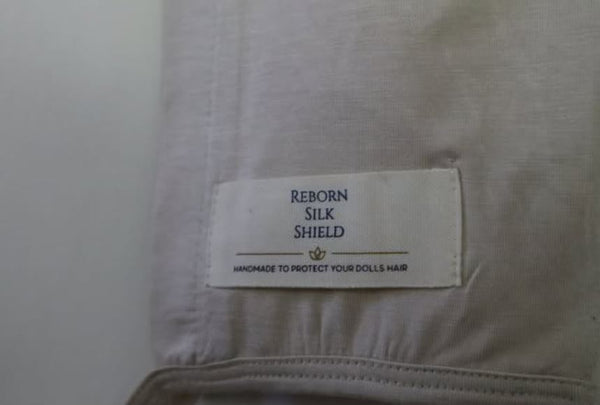 REBORN
SILK
SHIELD
HANDMADE TO PROTECT YOUR DOLLS HAIR